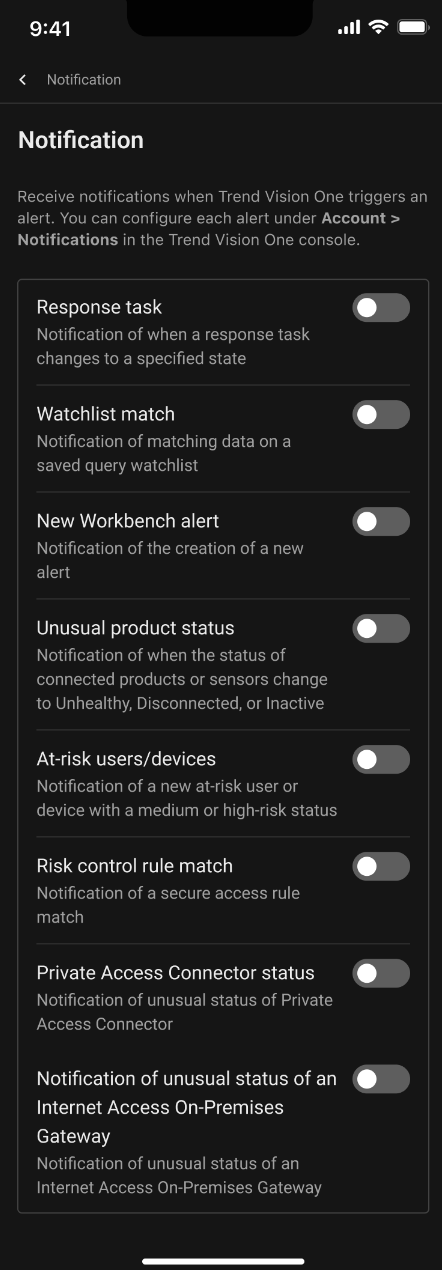 9:41
Notification
Notification
Receive notifications when Trend Vision One triggers an
alert. You can configure each alert under Account >
Notifications in the Trend Vision One console.
Response task
Notification of when a response task
changes to a specified state
Watchlist match
Notification of matching data on a
saved query watchlist
New Workbench alert
Notification of the creation of a new
alert
Unusual product status
Notification of when the status of
connected products or sensors change
to Unhealthy, Disconnected, or Inactive
At-risk users/devices
Notification of a new at-risk user or
device with a medium or high-risk status
Risk control rule match
Notification of a secure access rule
match
Private Access Connector status
Notification of unusual status of Private
Access Connector
Notification of unusual status of an
Internet Access On-Premises
Gateway
Notification of unusual status of an
Internet Access On-Premises Gateway